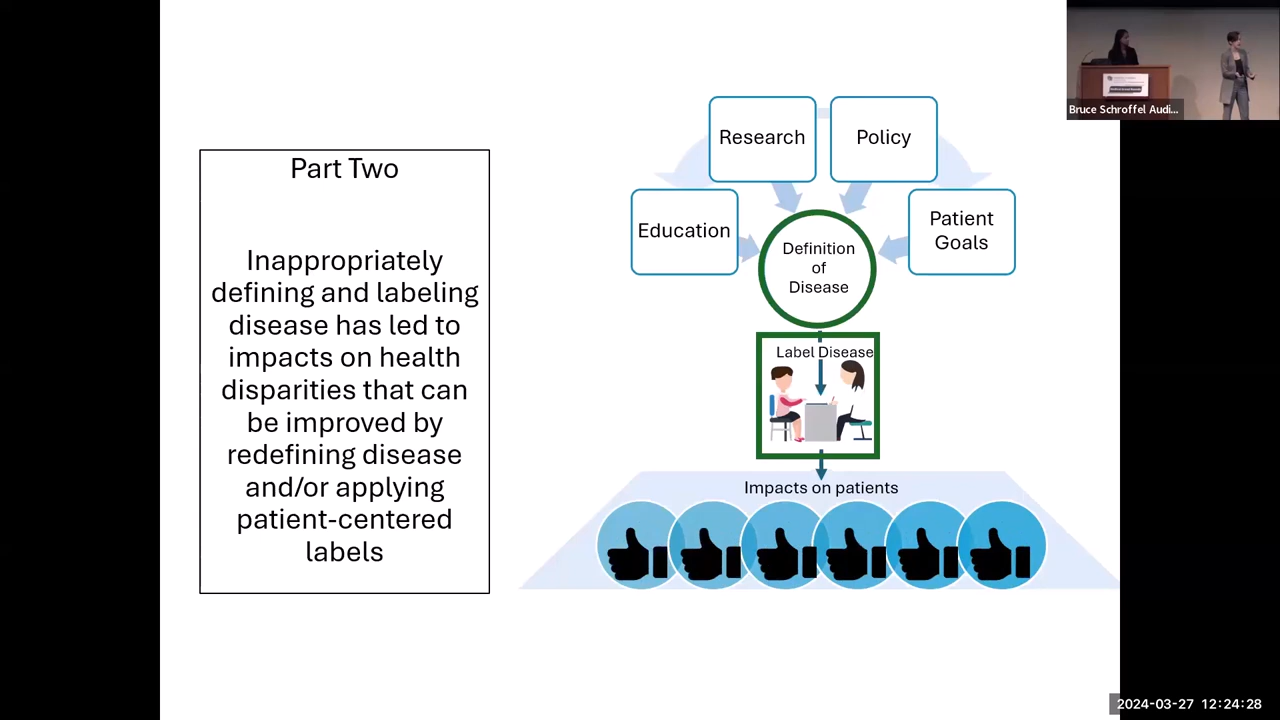 Part Two
Inappropriately
defining and labeling
disease has led to
impacts on health
disparities that can
be improved by
redefining disease
and/or applying
patient-centered
labels
Research
Policy
Education
Patient
Goals
Definition
of
Disease
Label Disease
Impacts on patients
Bruce Schroffel Audi...
2024-03-27 12:24:28